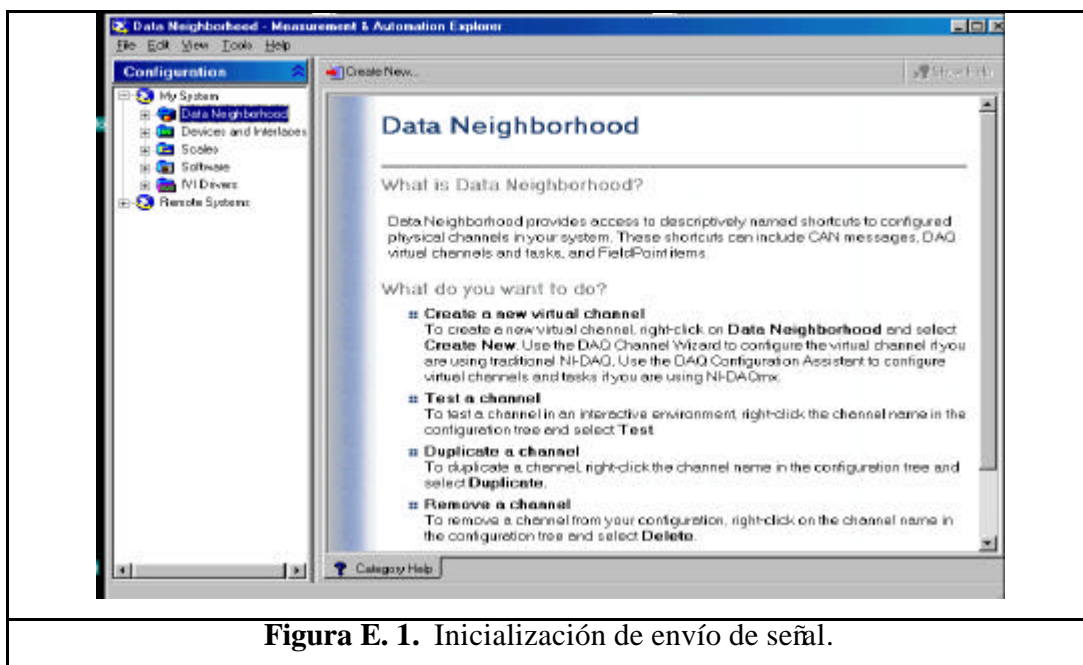 Data Neighborhood - Measurement & Automation Explorer
File Edit View Tools Help
Configuration
Create New...
Show Help
My System
Data Neighborhood
Devices and Interfaces
Scales
Software
IVI Drivers
Remote Systems
Data Neighborhood
What is Data Neighborhood?
Data Neighborhood provides access to descriptively named shortcuts to configured
physical channels in your system. These shortcuts can include CAN messages, DAQ
virtual channels and tasks, and FieldPoint items.
What do you want to do?
Create a new virtual channel
To create a new virtual channel, right-click on Data Neighborhood and select
Create New. Use the DAQ Channel Wizard to configure the virtual channel if you
are using traditional NI-DAQ. Use the DAQ Configuration Assistant to configure
virtual channels and tasks if you are using NI-DAQmx.
Test a channel
To test a channel in an interactive environment, right-click the channel name in the
configuration tree and select Test
Duplicate a channel
To duplicate a channel, right-click the channel name in the configuration tree and
select Duplicate.
Remove a channel
To remove a channel from your configuration, right-click on the channel name in
the configuration tree and select Delete.
Category Help
Figura E. 1. Inicialización de envío de señal.